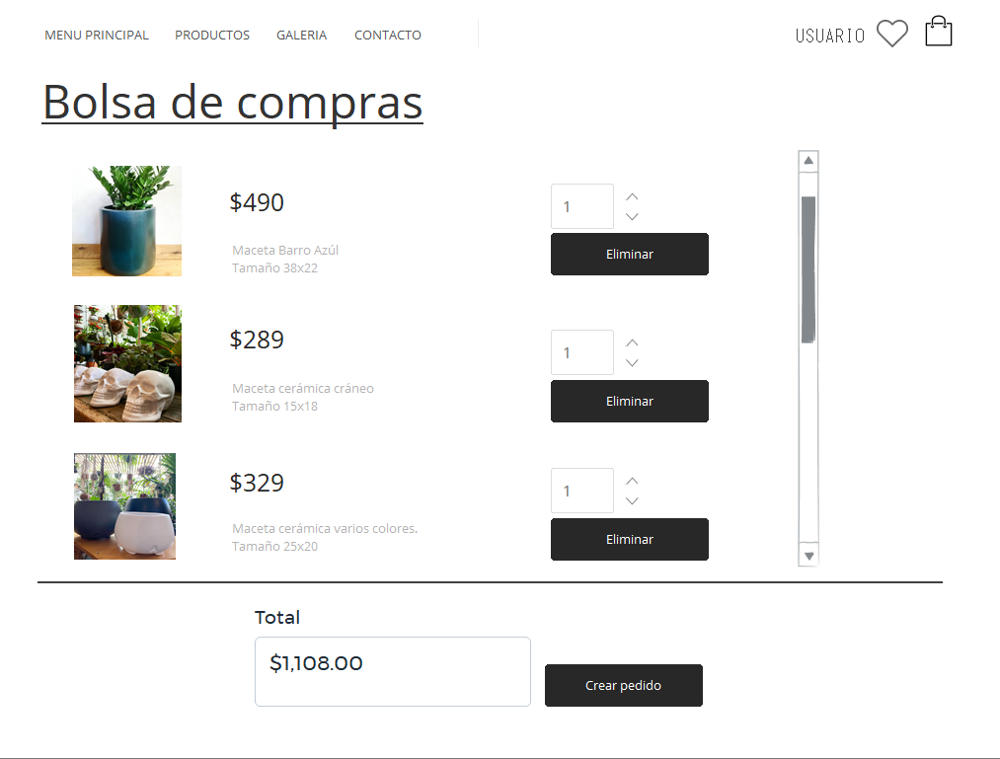 MENU PRINCIPAL PRODUCTOS GALERIA CONTACTO USUARIO
Bolsa de compras
$490
1
Maceta Barro Azúl
Tamaño 38x22
Eliminar
$289
1
Maceta cerámica cráneo
Tamaño 15x18
Eliminar
$329
1
Maceta cerámica varios colores.
Tamaño 25x20
Eliminar
Total
$1,108.00
Crear pedido